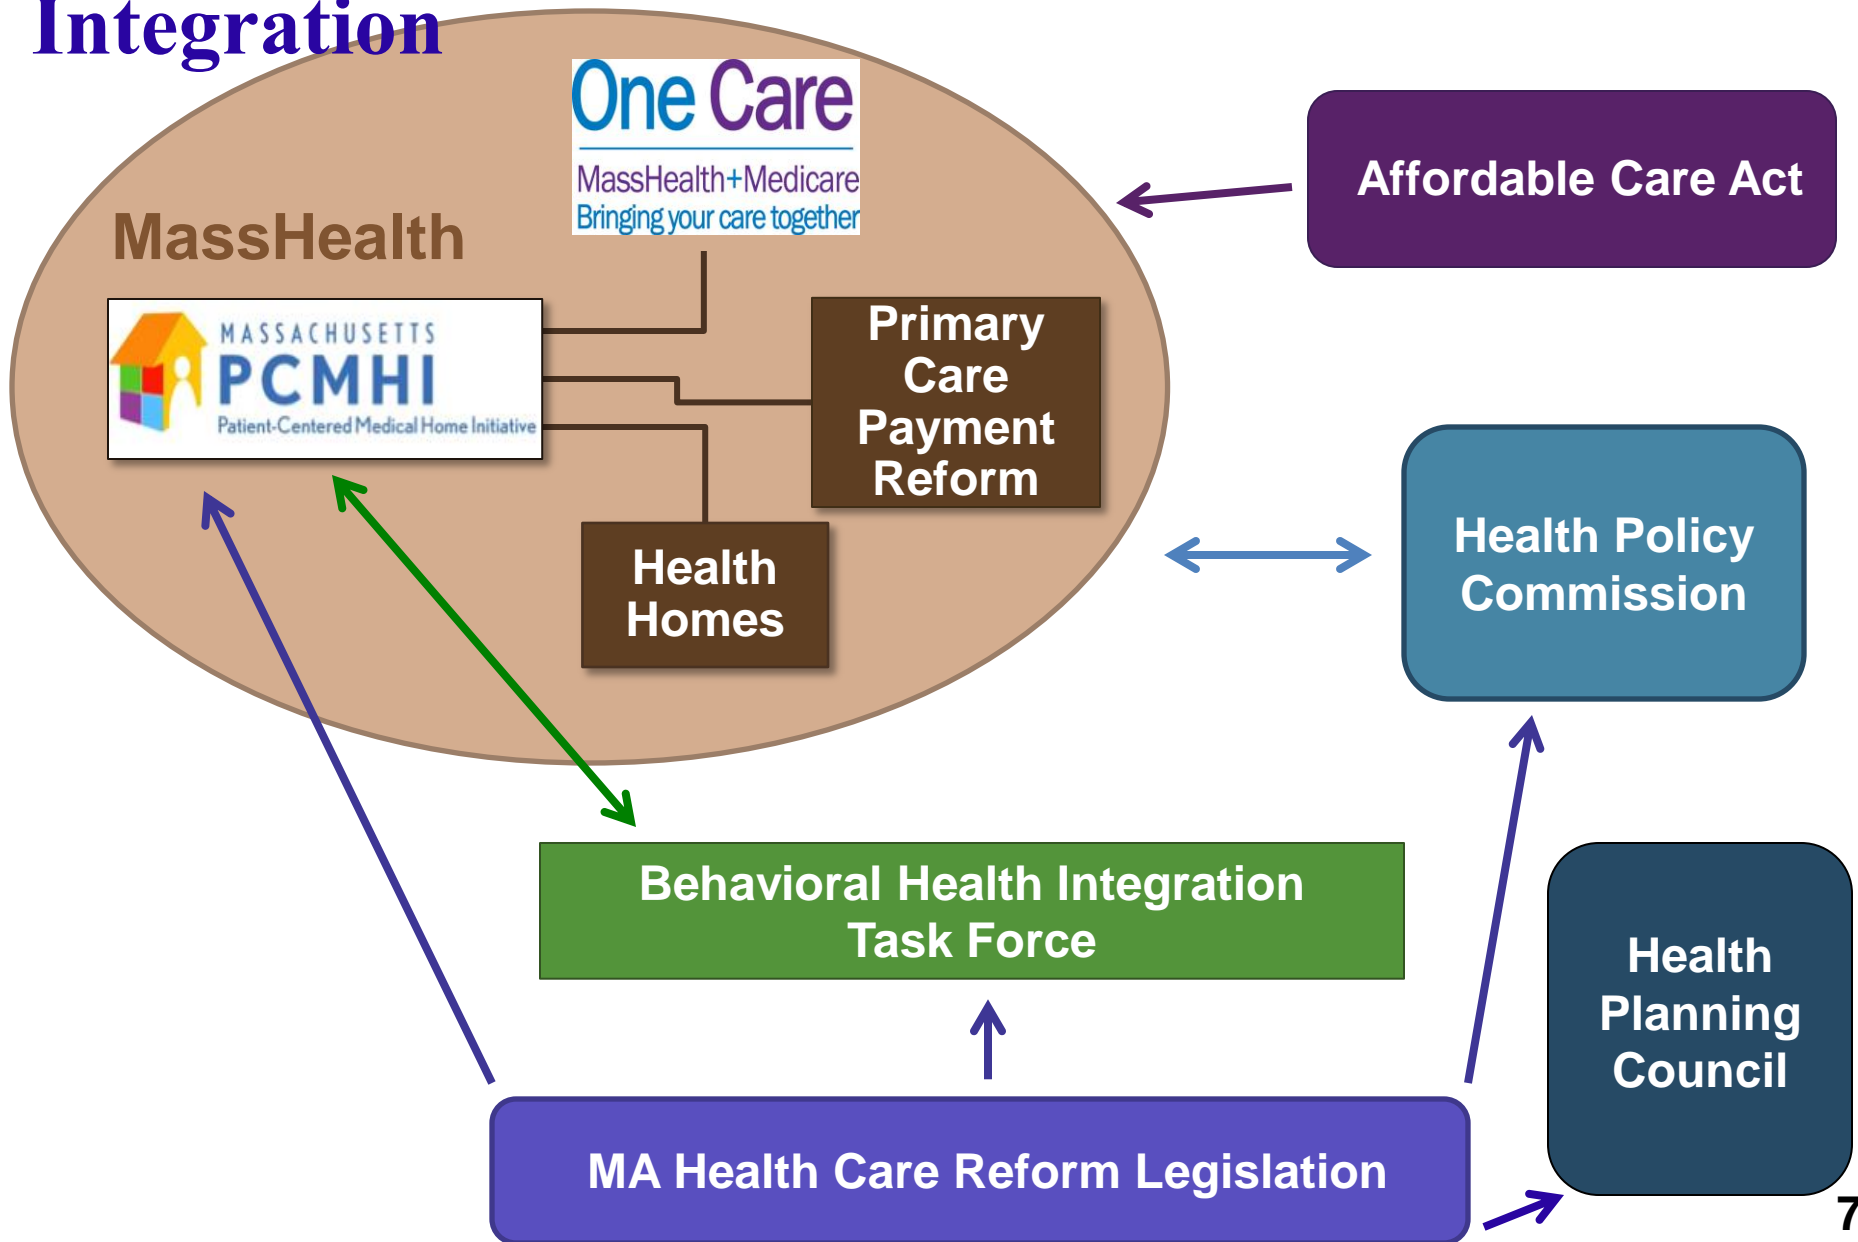 Integration
One Care
MassHealth+Medicare
Bringing your care together
MassHealth
MASSACHUSETTS
PCMHI
Patient-Centered Medical Home Initiative
Primary
Care
Payment
Reform
Health
Homes
Affordable Care Act
Health Policy
Commission
Behavioral Health Integration
Task Force
Health
Planning
Council
MA Health Care Reform Legislation
7